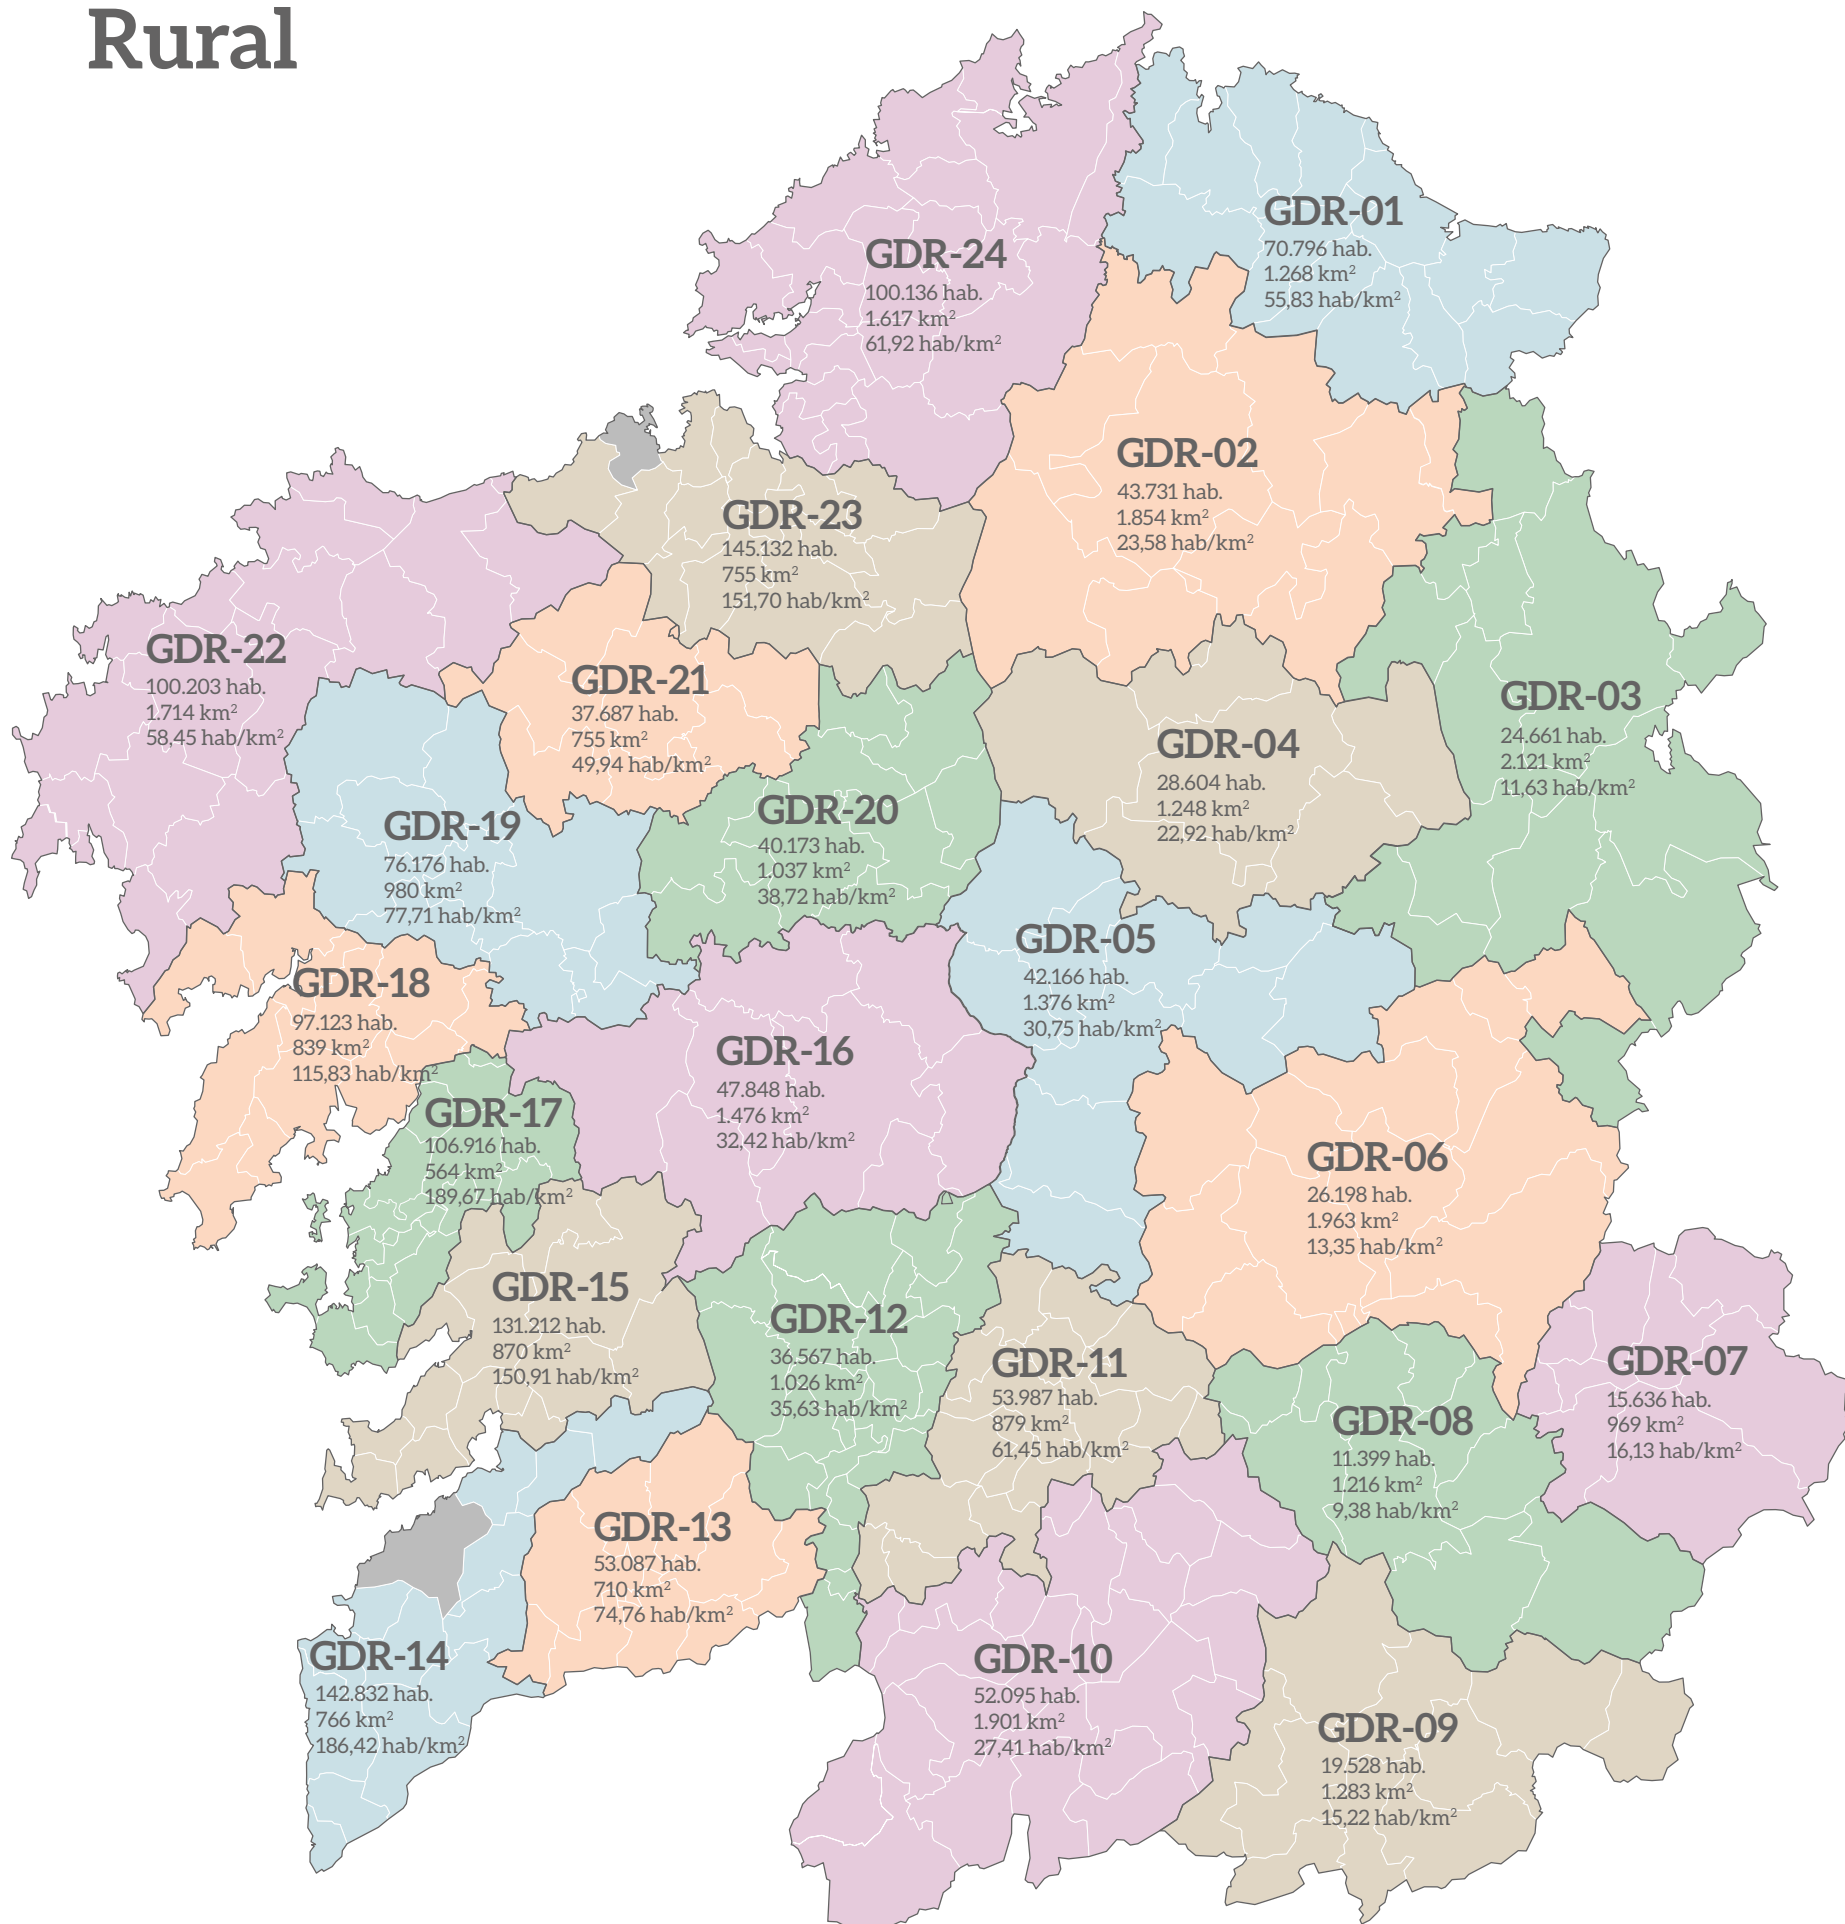 Rural
GDR-01
70.796 hab.
1.268 km²
55,83 hab/km²
GDR-24
100.136 hab.
1.617 km²
61,92 hab/km²
GDR-02
43.731 hab.
1.854 km²
23,58 hab/km²
GDR-23
145.132 hab.
755 km²
151,70 hab/km²
GDR-22
100.203 hab.
1.714 km²
58,45 hab/km²
GDR-21
37.687 hab.
755 km²
49,94 hab/km²
GDR-03
24.661 hab.
2.121 km²
11,63 hab/km²
GDR-04
28.604 hab.
1.248 km²
22,92 hab/km²
GDR-20
40.173 hab.
1.037 km²
38,72 hab/km²
GDR-19
76.176 hab.
980 km²
77,71 hab/km²
GDR-05
42.166 hab.
1.376 km²
30,75 hab/km²
GDR-18
97.123 hab.
839 km²
115,83 hab/km²
GDR-16
47.848 hab.
1.476 km²
32,42 hab/km²
GDR-17
106.916 hab.
564 km²
189,67 hab/km²
GDR-06
26.198 hab.
1.963 km²
13,35 hab/km²
GDR-15
131.212 hab.
870 km²
150,91 hab/km²
GDR-12
36.567 hab.
1.026 km²
35,63 hab/km²
GDR-11
53.987 hab.
879 km²
61,45 hab/km²
GDR-07
15.636 hab.
969 km²
16,13 hab/km²
GDR-08
11.399 hab.
1.216 km²
9,38 hab/km²
GDR-13
53.087 hab.
710 km²
74,76 hab/km²
GDR-14
142.832 hab.
766 km²
186,42 hab/km²
GDR-10
52.095 hab.
1.901 km²
27,41 hab/km²
GDR-09
19.528 hab.
1.283 km²
15,22 hab/km²